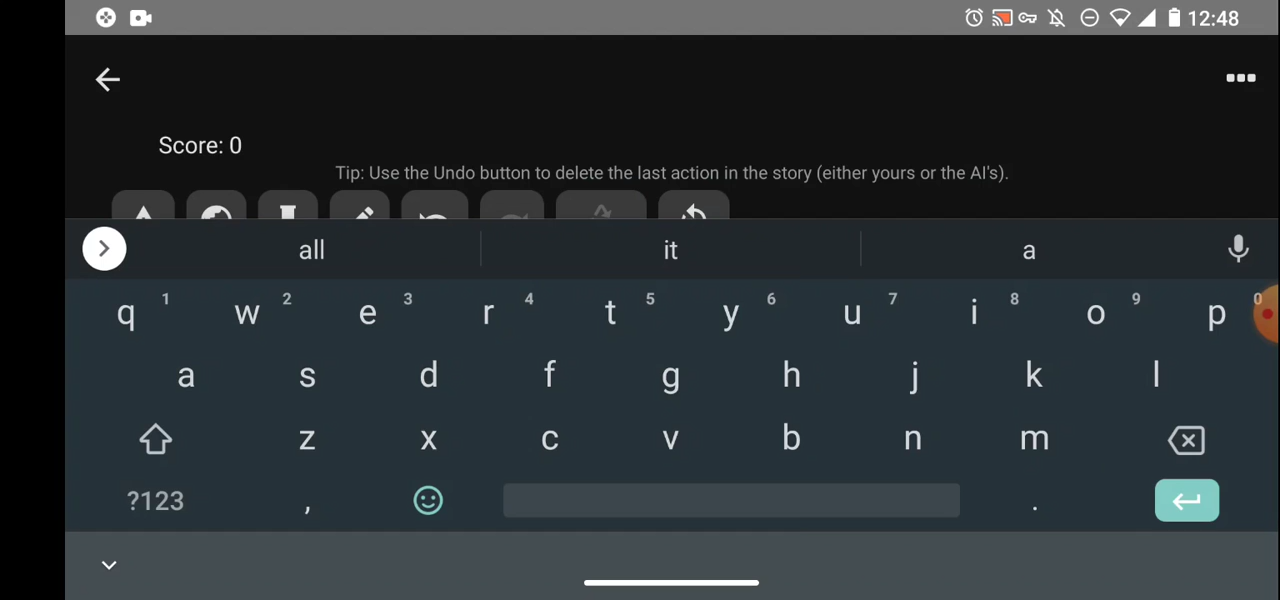 12:48
Score: 0
Tip: Use the Undo button to delete the last action in the story (either yours or the AI's).
all it a
q 1 w 2 e 3 r 4 t 5 y 6 u 7 i 8 o 9 p 0
a s d f g h j k l
z x c v b n m
?123 , .